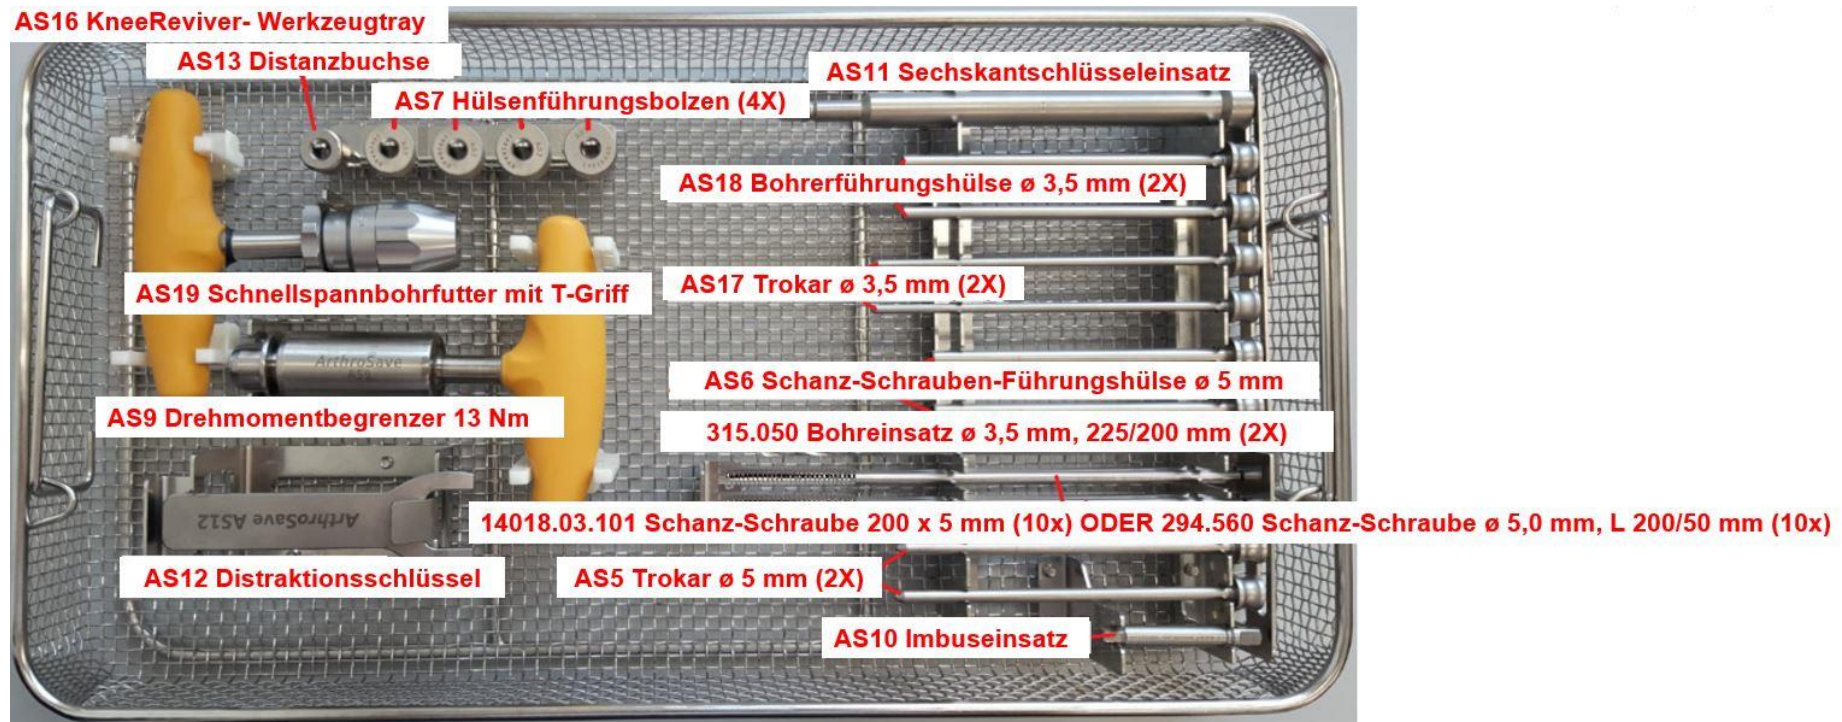 AS16 KneeReviver- Werkzeugtray
AS13 Distanzbuchse
AS11 Sechskantschlüsseleinsatz
AS7 Hülsenführungsbolzen (4X)
AS18 Bohrerführungshülse ø 3,5 mm (2X)
AS17 Trokar ø 3,5 mm (2X)
AS19 Schnellspannbohrfutter mit T-Griff
ArthroSave
AS9
AS6 Schanz-Schrauben-Führungshülse ø 5 mm
AS9 Drehmomentbegrenzer 13 Nm
315.050 Bohreinsatz ø 3,5 mm, 225/200 mm (2X)
ArthroSave AS12
14018.03.101 Schanz-Schraube 200 x 5 mm (10x) ODER 294.560 Schanz-Schraube ø 5,0 mm, L 200/50 mm (10x)
AS12 Distraktionsschlüssel
AS5 Trokar ø 5 mm (2X)
AS10 Imbuseinsatz